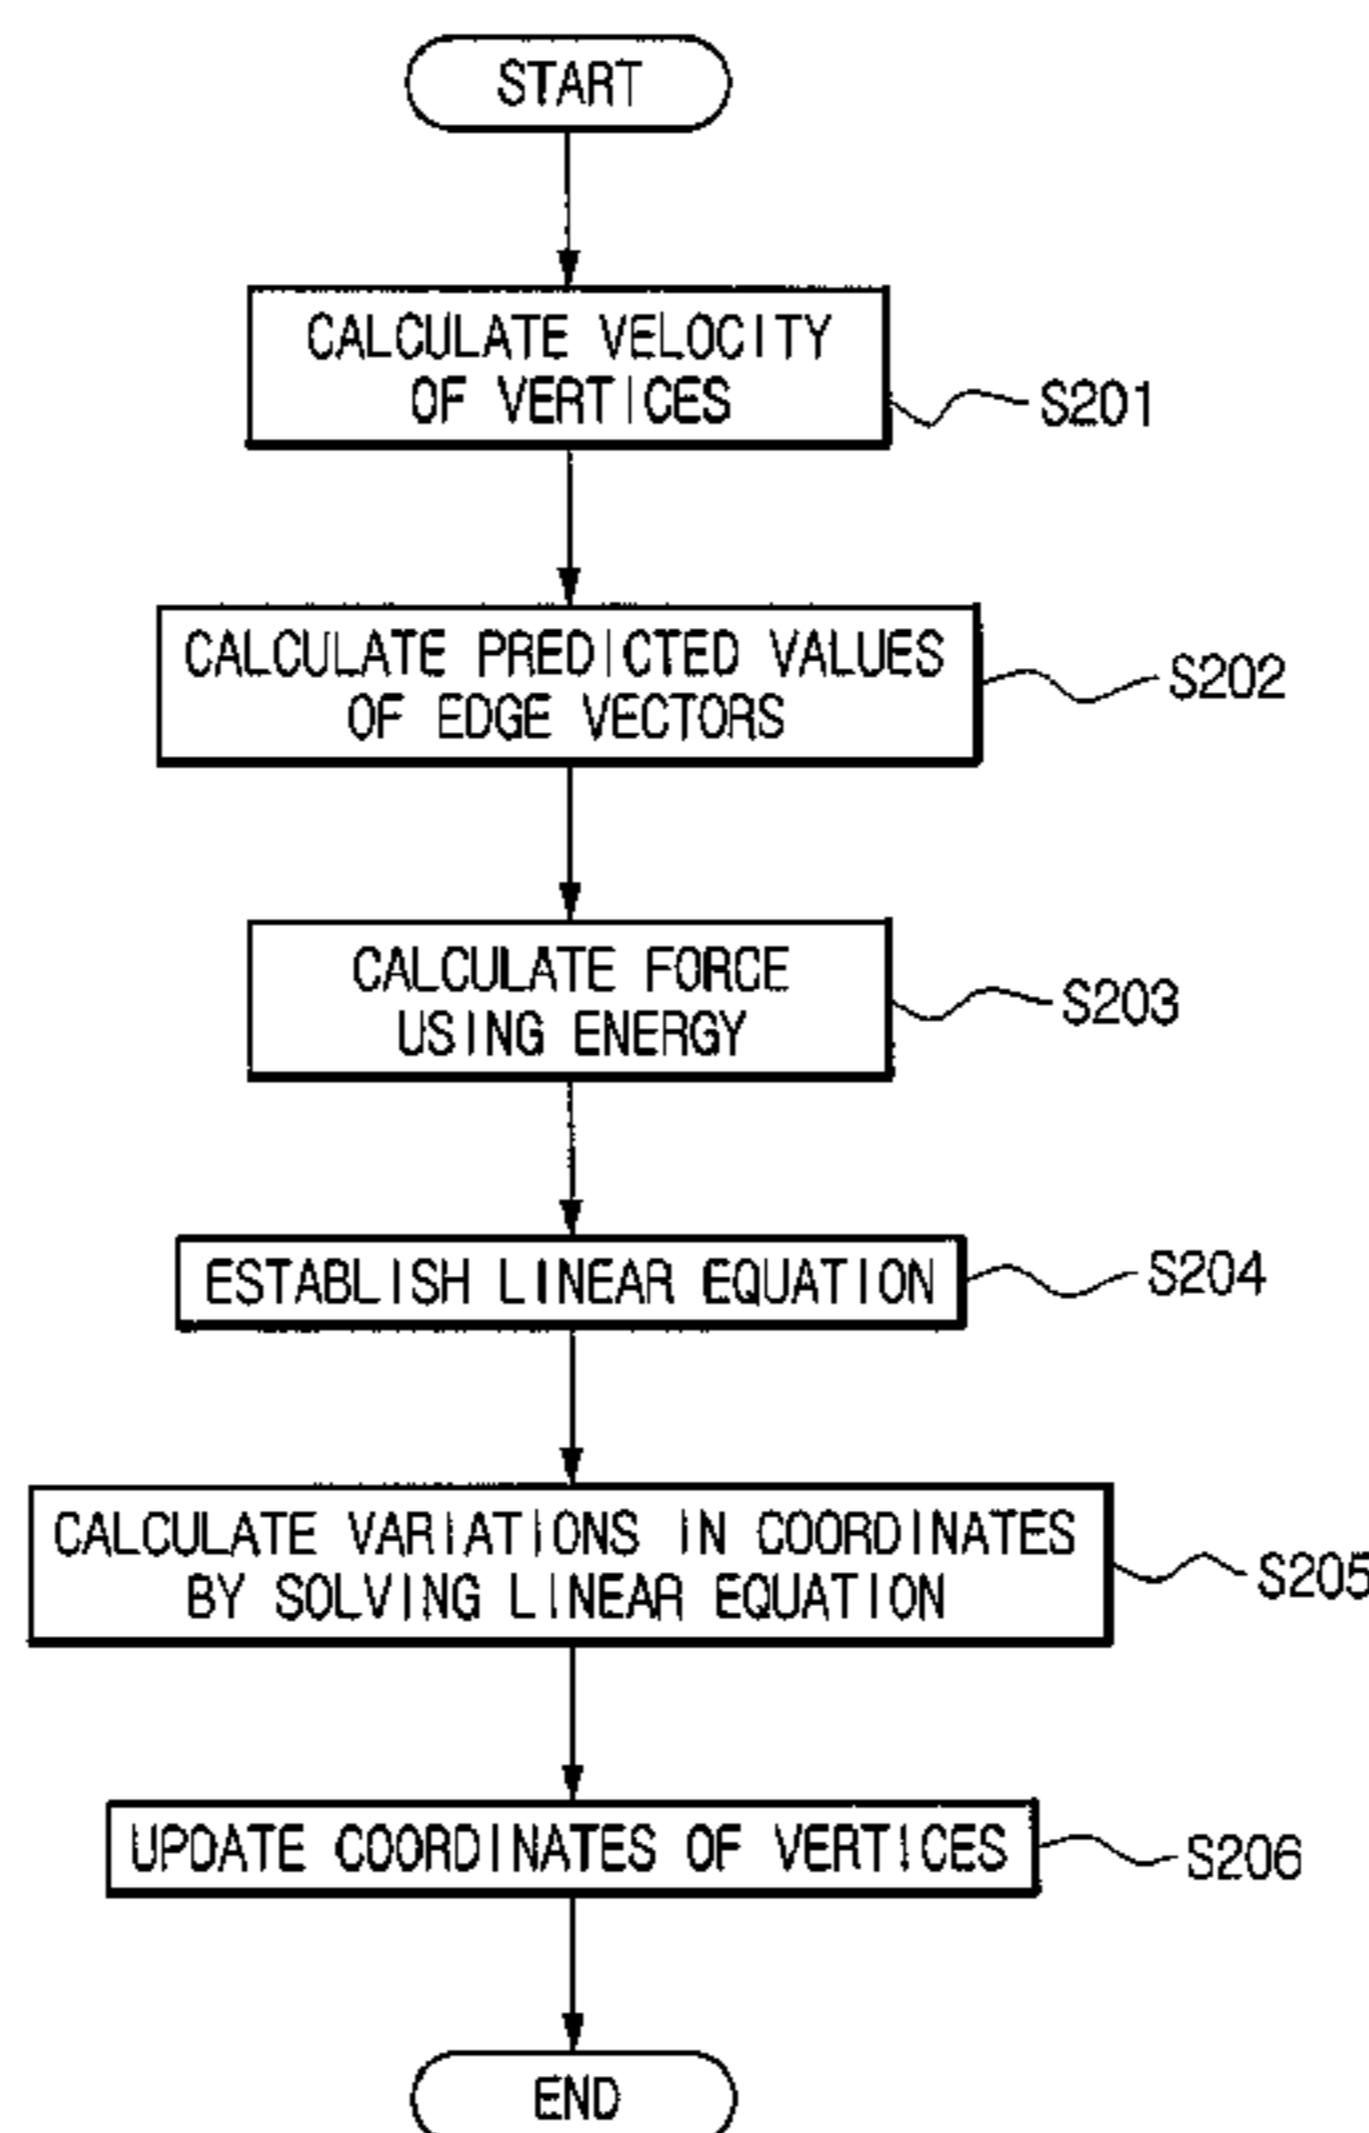 START
CALCULATE VELOCITY
OF VERTICES
S201
CALCULATE PREDICTED VALUES
OF EDGE VECTORS
S202
CALCULATE FORCE
USING ENERGY
S203
ESTABLISH LINEAR EQUATION
S204
CALCULATE VARIATIONS IN COORDINATES
BY SOLVING LINEAR EQUATION
S205
UPDATE COORDINATES OF VERTICES
S206
END